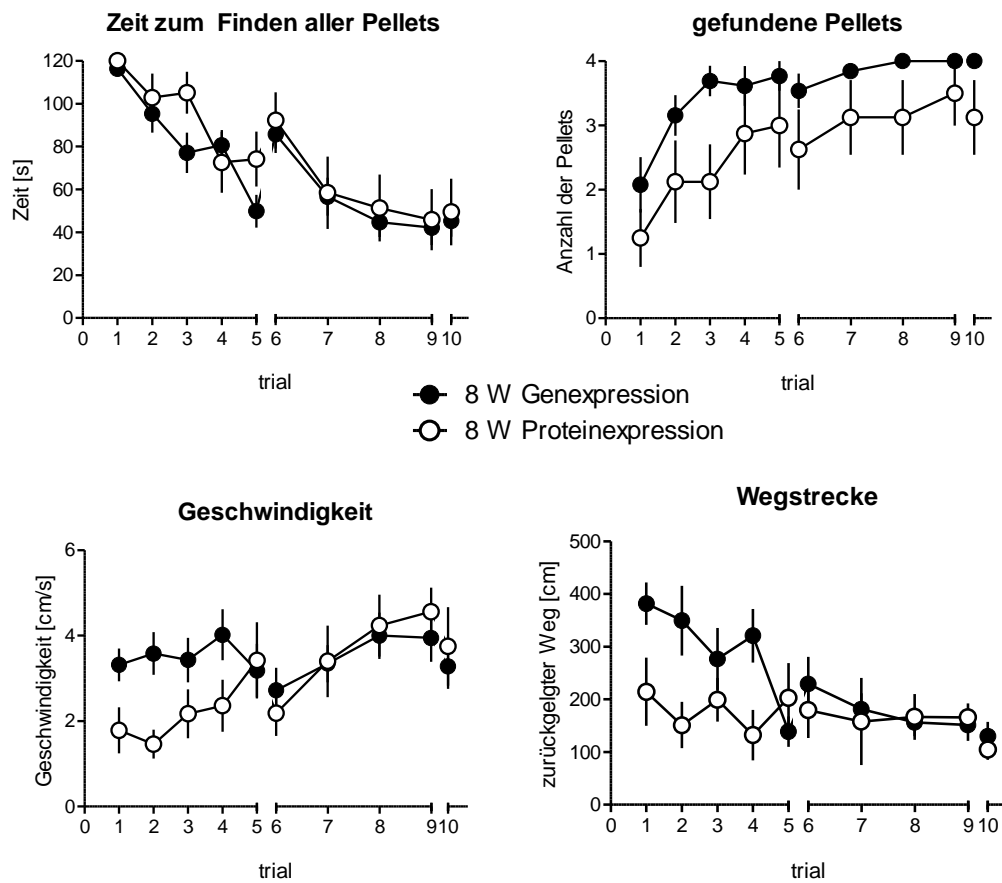 Zeit zum Finden aller Pellets
Zeit [s]
120
100
80
60
40
20
0
0 1 2 3 4 5 6 7 8 9 10
trial
gefundene Pellets
Anzahl der Pellets
4
3
2
1
0 1 2 3 4 5 6 7 8 9 10
trial
8 W Genexpression
8 W Proteinexpression
Geschwindigkeit
Geschwindigkeit [cm/s]
6
4
2
0
0 1 2 3 4 5 6 7 8 9 10
trial
Wegstrecke
zurückgelgter Weg [cm]
500
400
300
200
100
0
0 1 2 3 4 5 6 7 8 9 10
trial